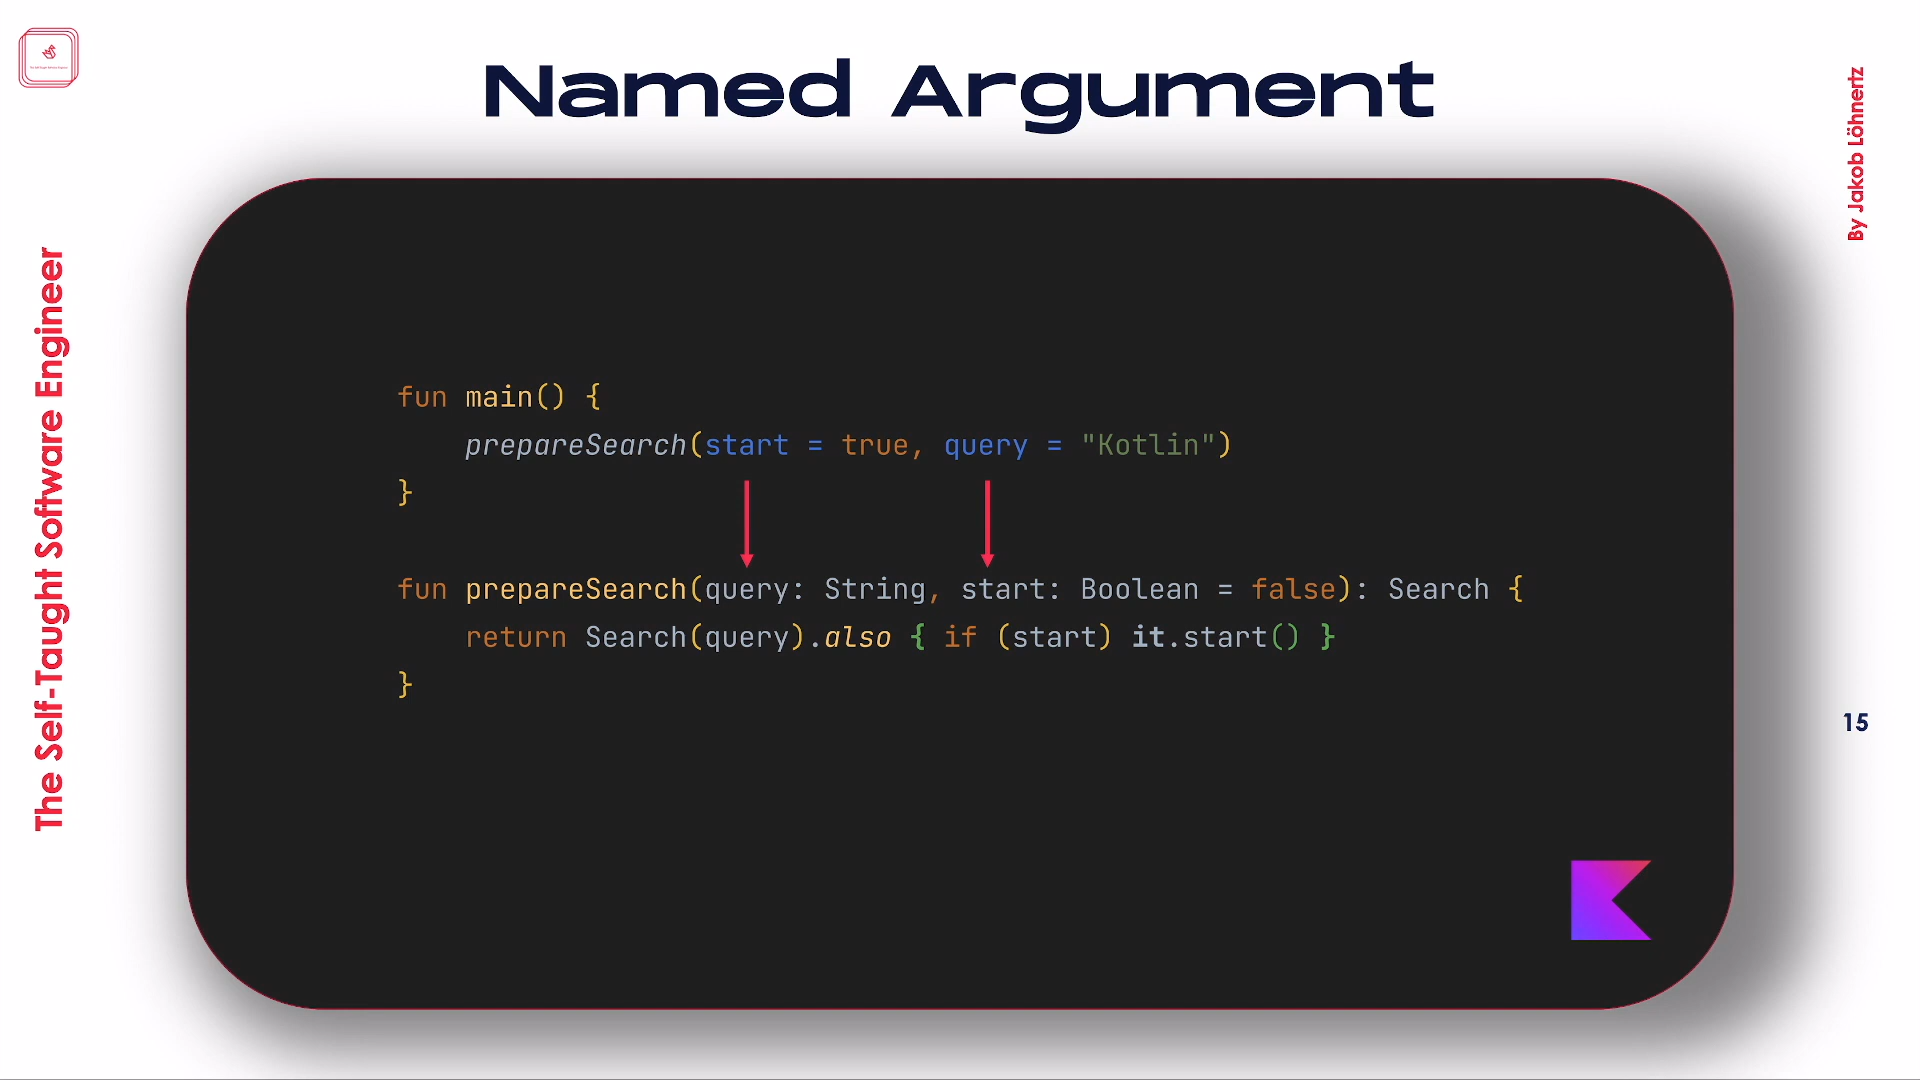 Named Argument
By Jakob Löhnertz
The Self-Taught Software Engineer
fun main() {
    prepareSearch(start = true, query = "Kotlin")
}
fun prepareSearch(query: String, start: Boolean = false): Search {
    return Search(query).also { if (start) it.start() }
}
15